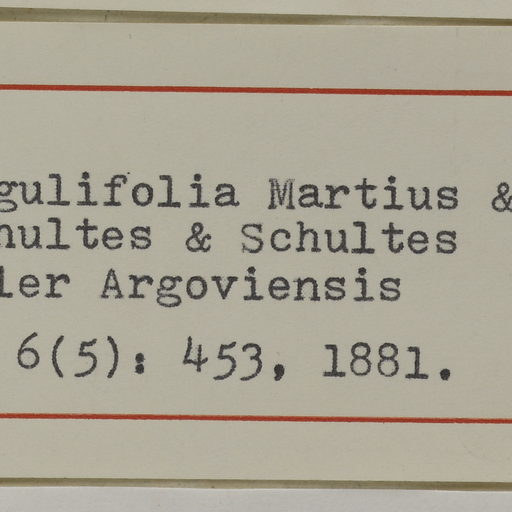 gulifolia Martius &
hultes & Schultes
ler Argoviensis
6(5): 453, 1881.